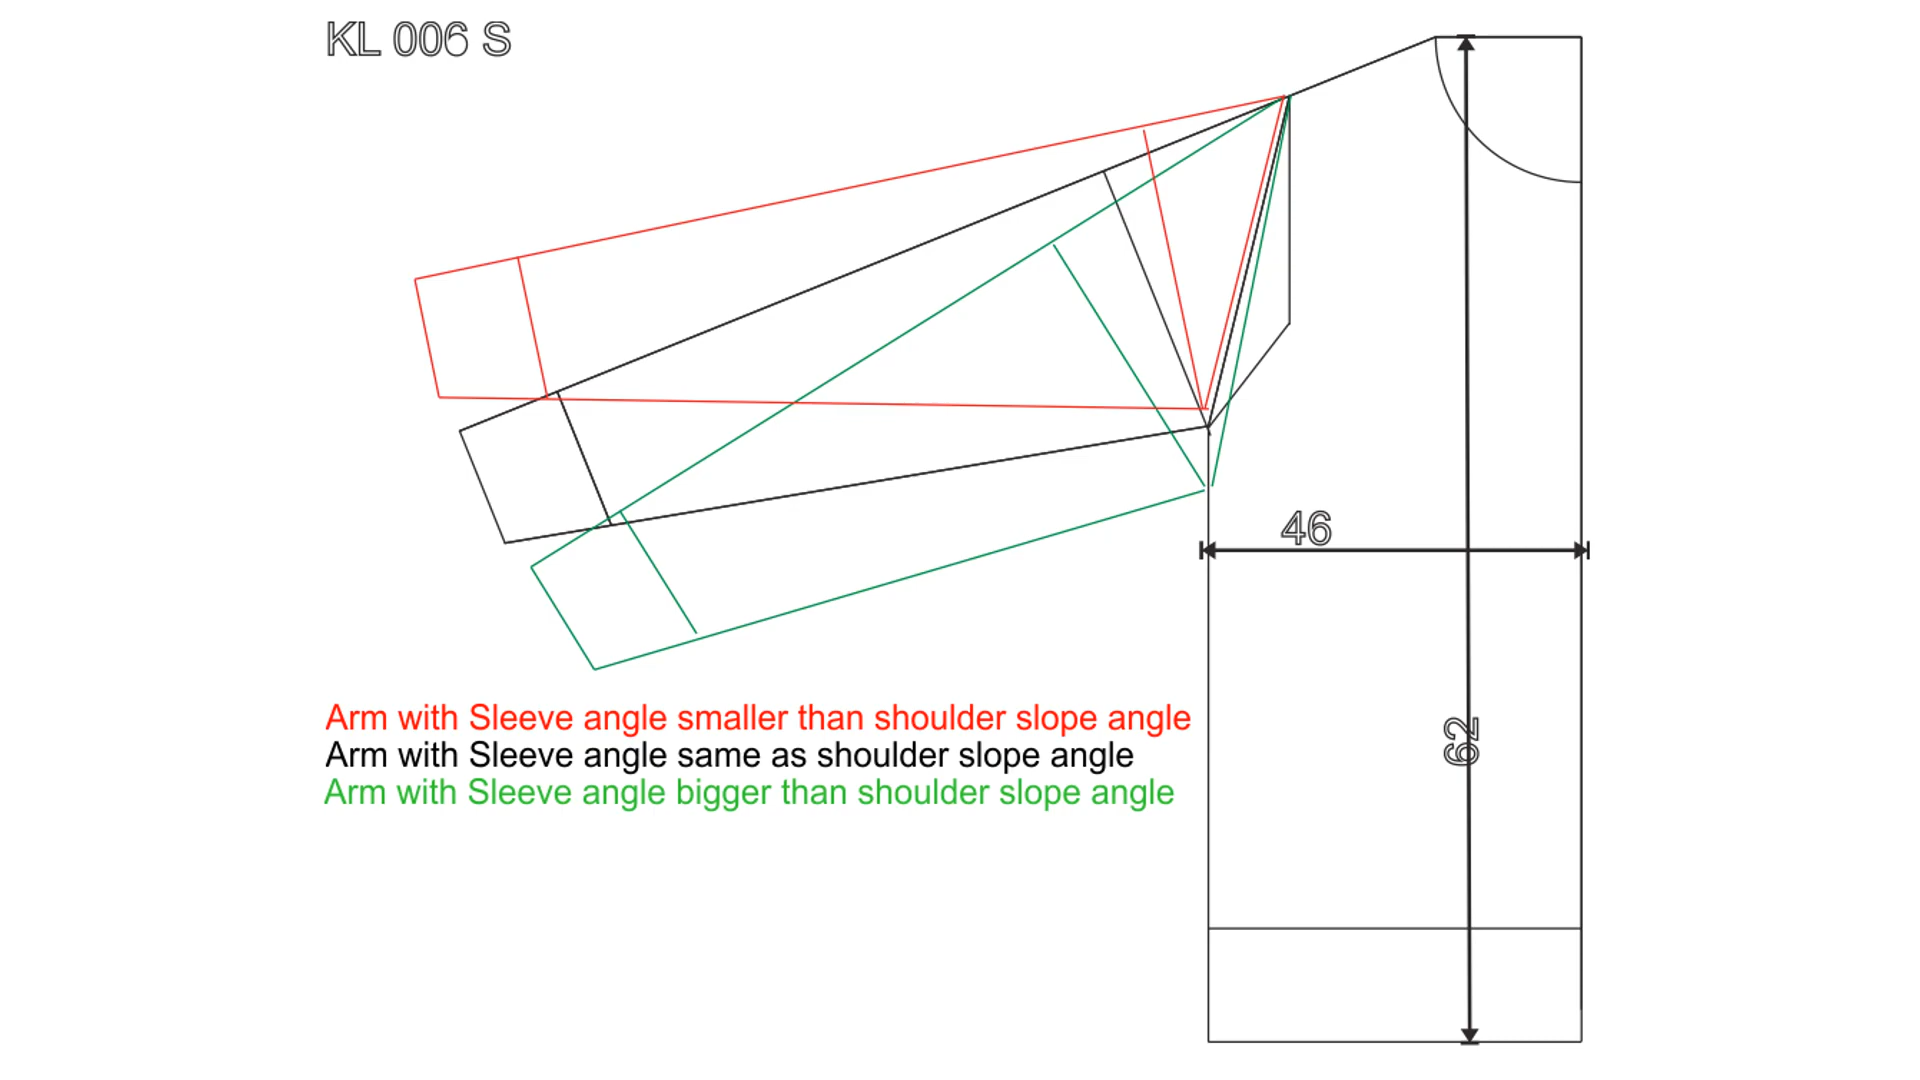 KL 006 S
46
62
Arm with Sleeve angle smaller than shoulder slope angle
Arm with Sleeve angle same as shoulder slope angle
Arm with Sleeve angle bigger than shoulder slope angle